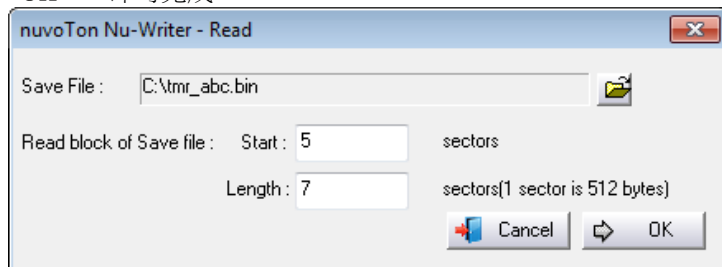 nuvoTon Nu-Writer - Read
Save File : C:\tmr_abc.bin
Read block of Save file : Start : 5 sectors
Length : 7 sectors(1 sector is 512 bytes)
Cancel OK